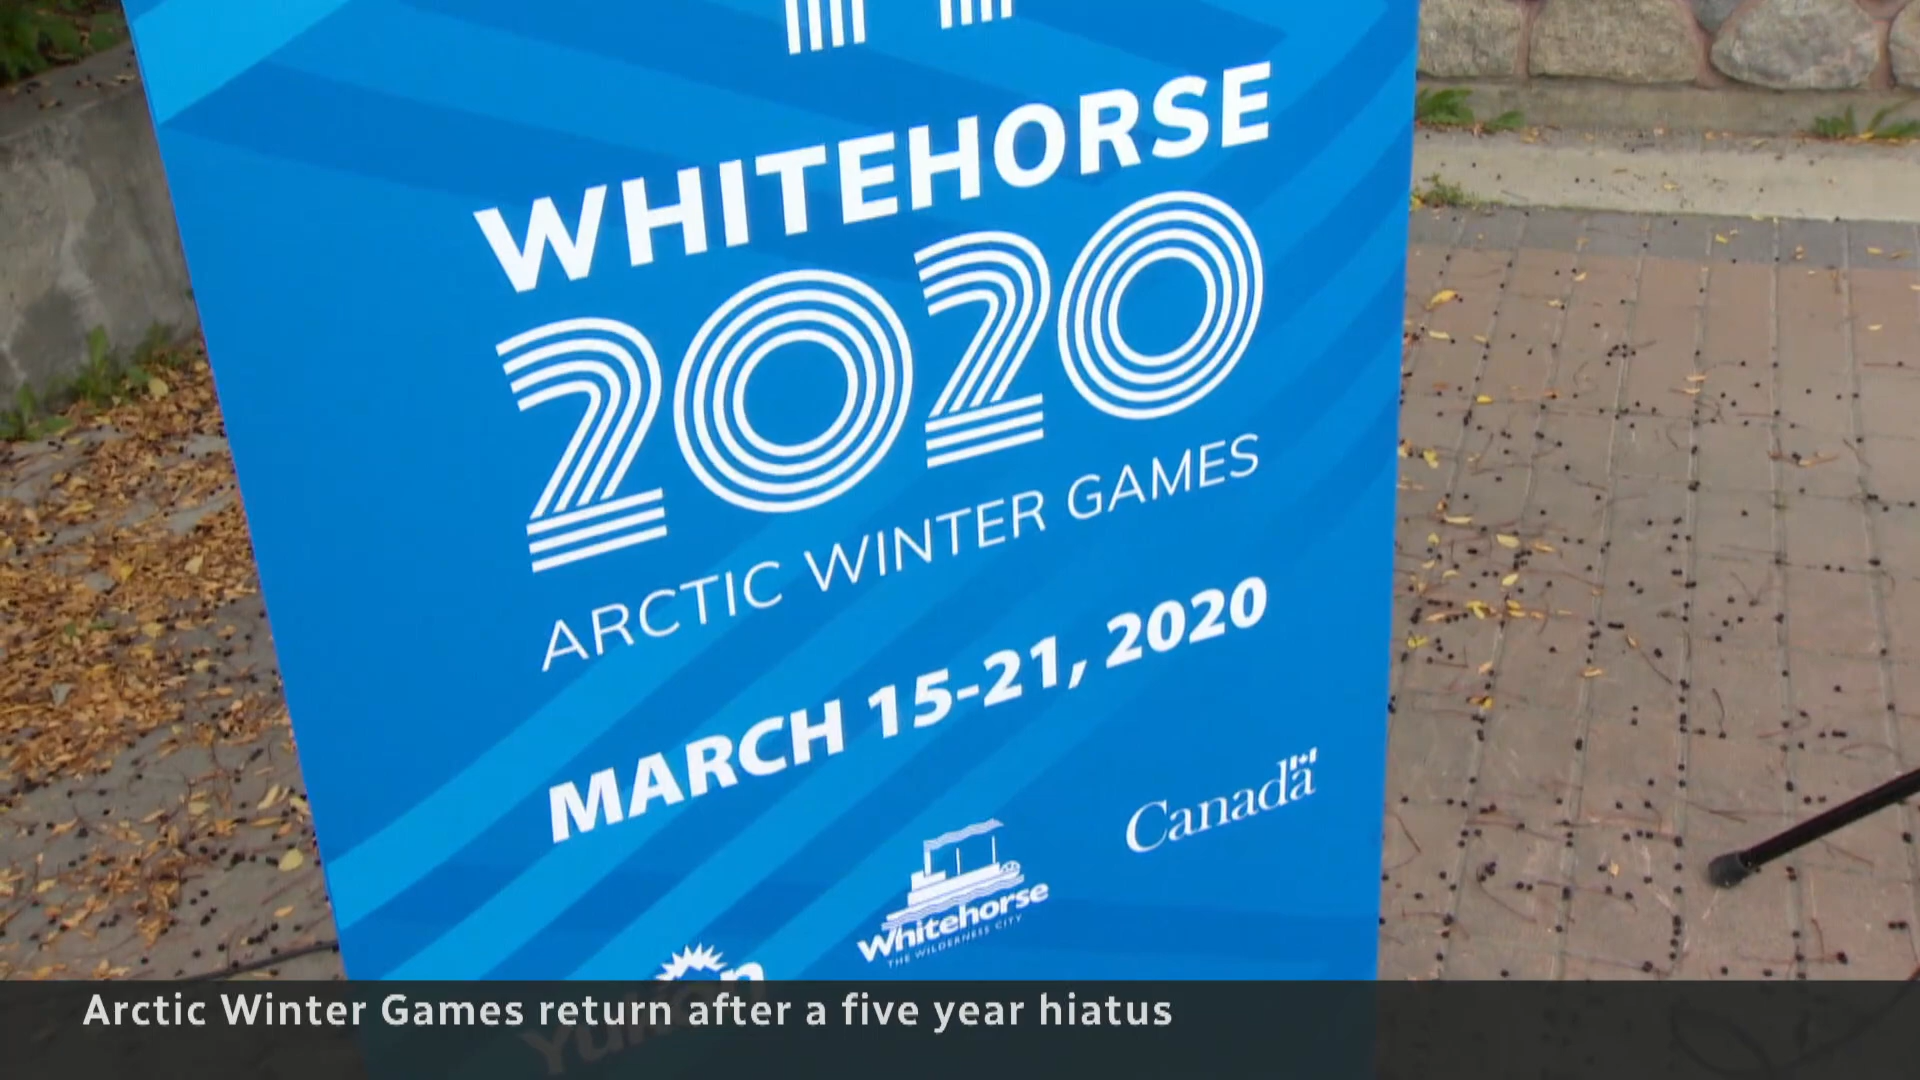 WHITEHORSE
2020
ARCTIC WINTER GAMES
MARCH 15-21, 2020
Canada
Whitehorse
THE WILDERNESS CITY
Yukon
Arctic Winter Games return after a five year hiatus